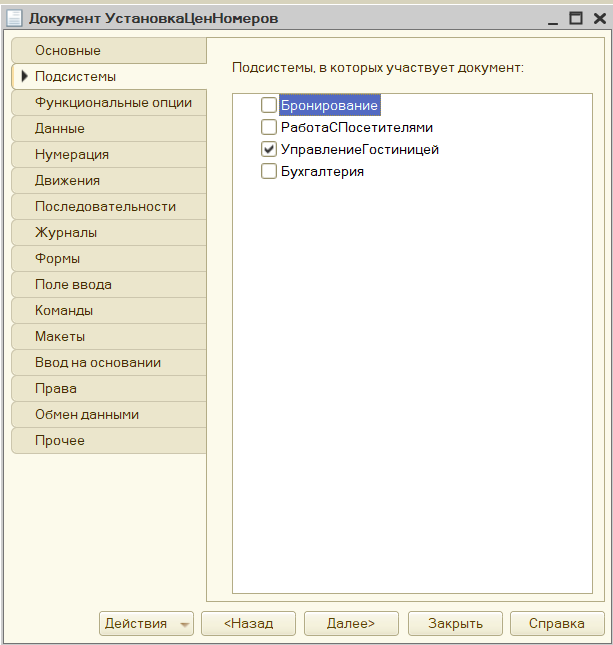 Документ УстановкаЦенНомеров
Основные
Подсистемы
Функциональные опции
Данные
Нумерация
Движения
Последовательности
Журналы
Формы
Поле ввода
Команды
Макеты
Ввод на основании
Права
Обмен данными
Прочее
Подсистемы, в которых участвует документ:
Бронирование
РаботаСПосетителями
УправлениеГостиницей
Бухгалтерия
Действия
<Назад
Далее>
Закрыть
Справка